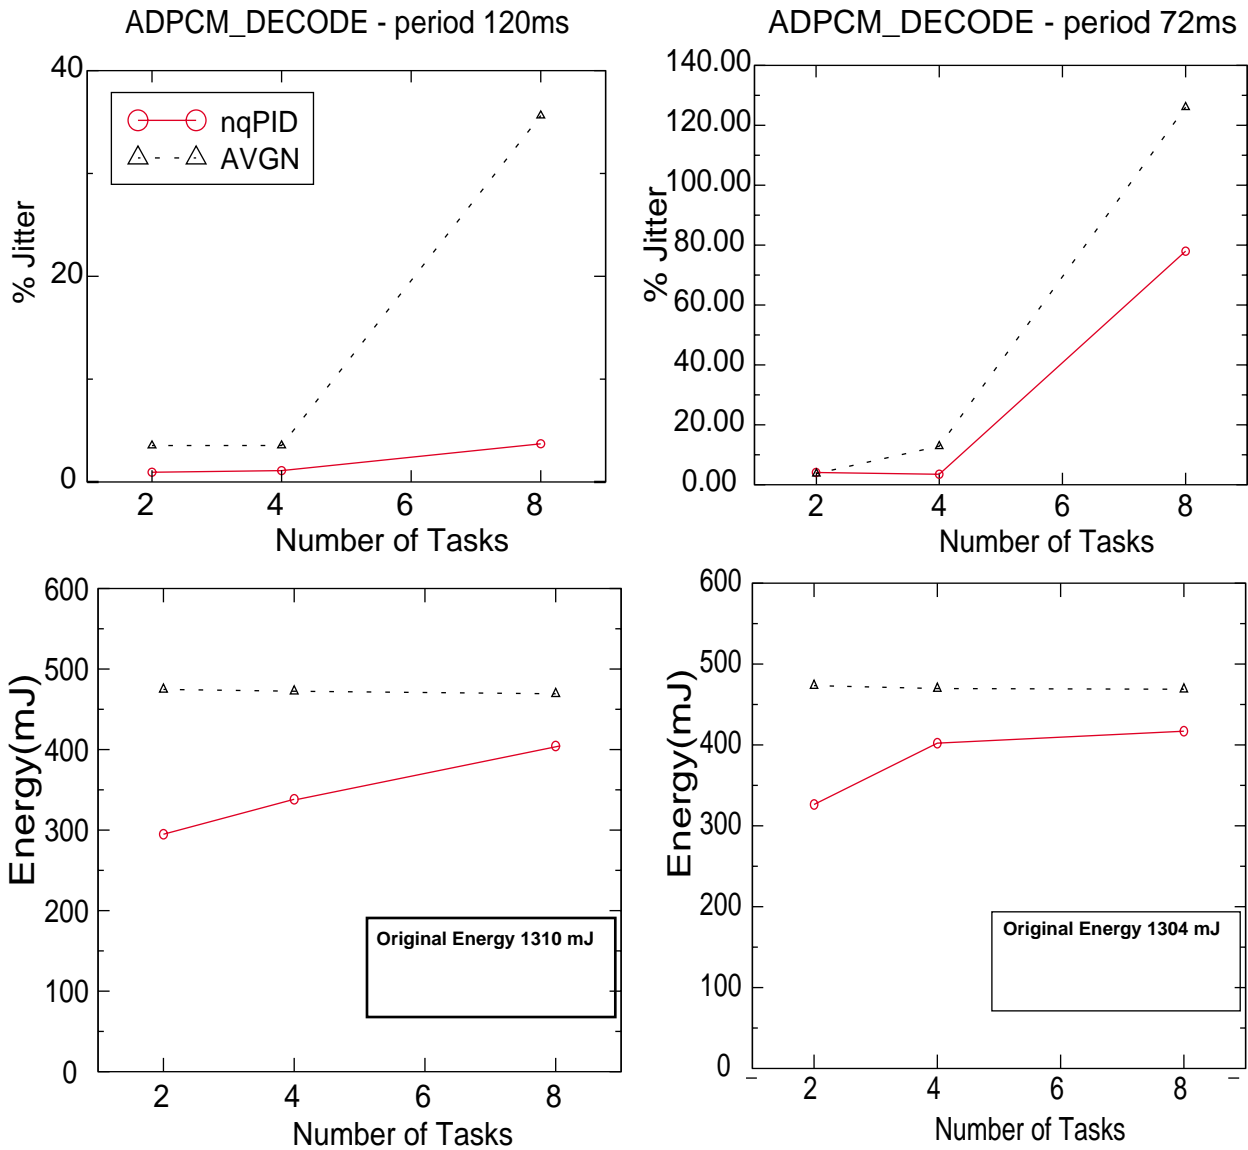 ADPCM_DECODE - period 120ms
40
20
0
% Jitter
nqPID
AVGN
2 4 6 8
Number of Tasks
ADPCM_DECODE - period 72ms
140.00
120.00
100.00
80.00
60.00
40.00
20.00
0.00
% Jitter
2 4 6 8
Number of Tasks
600
500
400
300
200
100
0
Energy(mJ)
Original Energy 1310 mJ
2 4 6 8
Number of Tasks
600
500
400
300
200
100
0
Energy(mJ)
Original Energy 1304 mJ
2 4 6 8
Number of Tasks